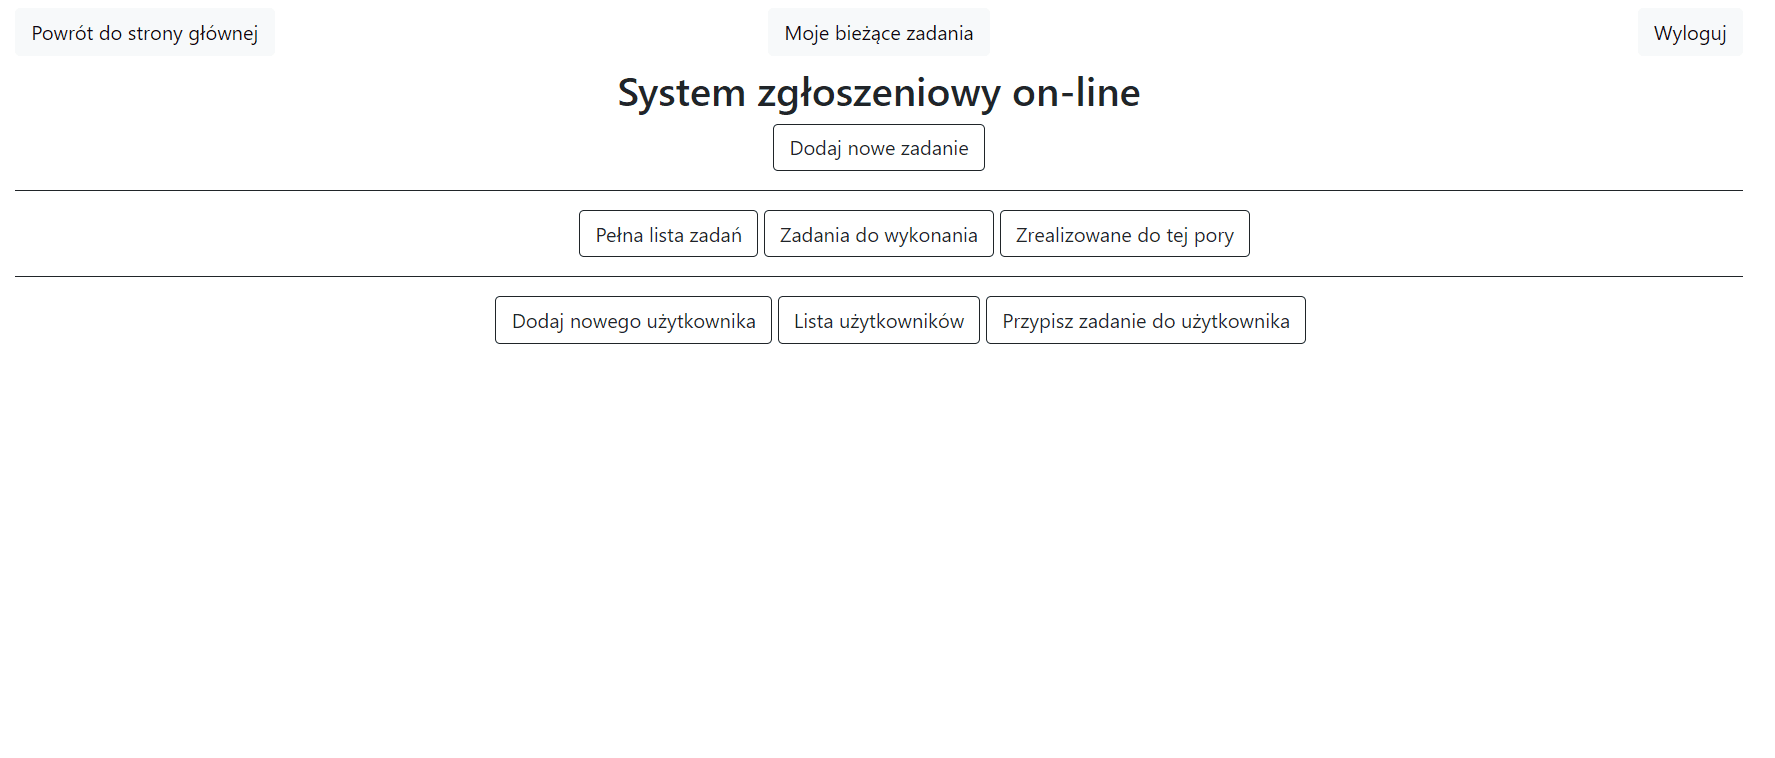 Powrót do strony głównej Moje bieżące zadania Wyloguj
System zgłoszeniowy on-line
Dodaj nowe zadanie
Pełna lista zadań Zadania do wykonania Zrealizowane do tej pory
Dodaj nowego użytkownika Lista użytkowników Przypisz zadanie do użytkownika